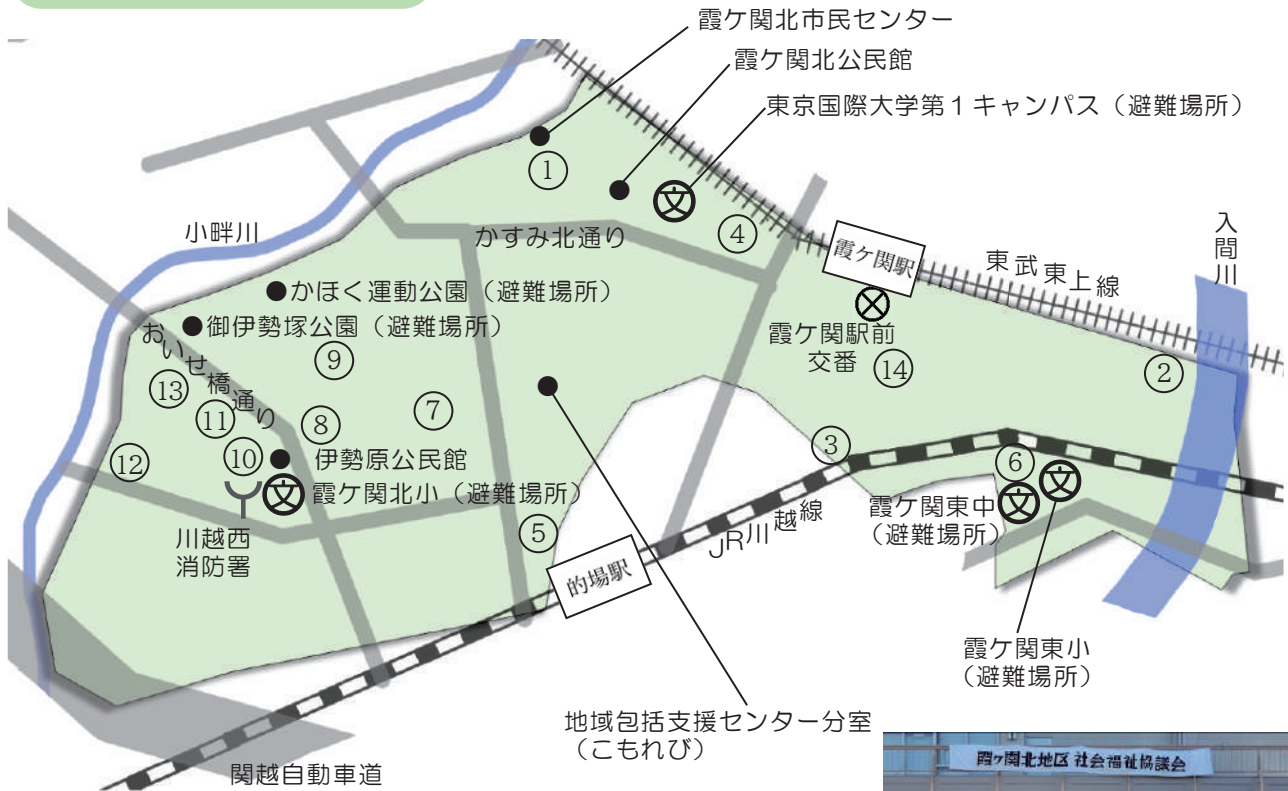 霞ケ関北市民センター
霞ケ関北公民館
東京国際大学第1キャンパス（避難場所）
①
文
小畔川
かすみ北通り
④
霞ケ関駅
東武東上線
入間川
かほく運動公園（避難場所）
御伊勢塚公園（避難場所）
おいせ橋通り
霞ケ関駅前
交番
⑨
⑭
②
⑬
⑪
⑧
⑦
③
⑫
⑩
伊勢原公民館
文
霞ケ関北小（避難場所）
川越西
消防署
⑤
⑥
文
文
霞ケ関東中
（避難場所）
JR川越線
的場駅
霞ケ関東小
（避難場所）
地域包括支援センター分室
（こもれび）
関越自動車道
霞ヶ関北地区 社会福祉協議会